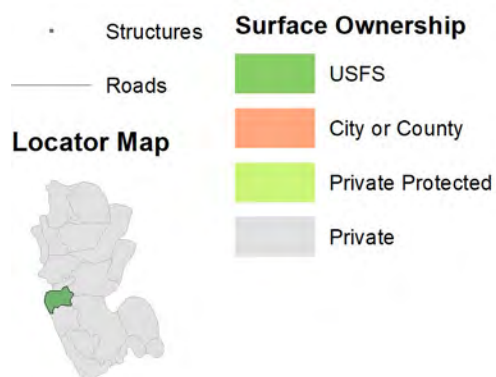 Structures
Roads
Locator Map
Surface Ownership
USFS
City or County
Private Protected
Private